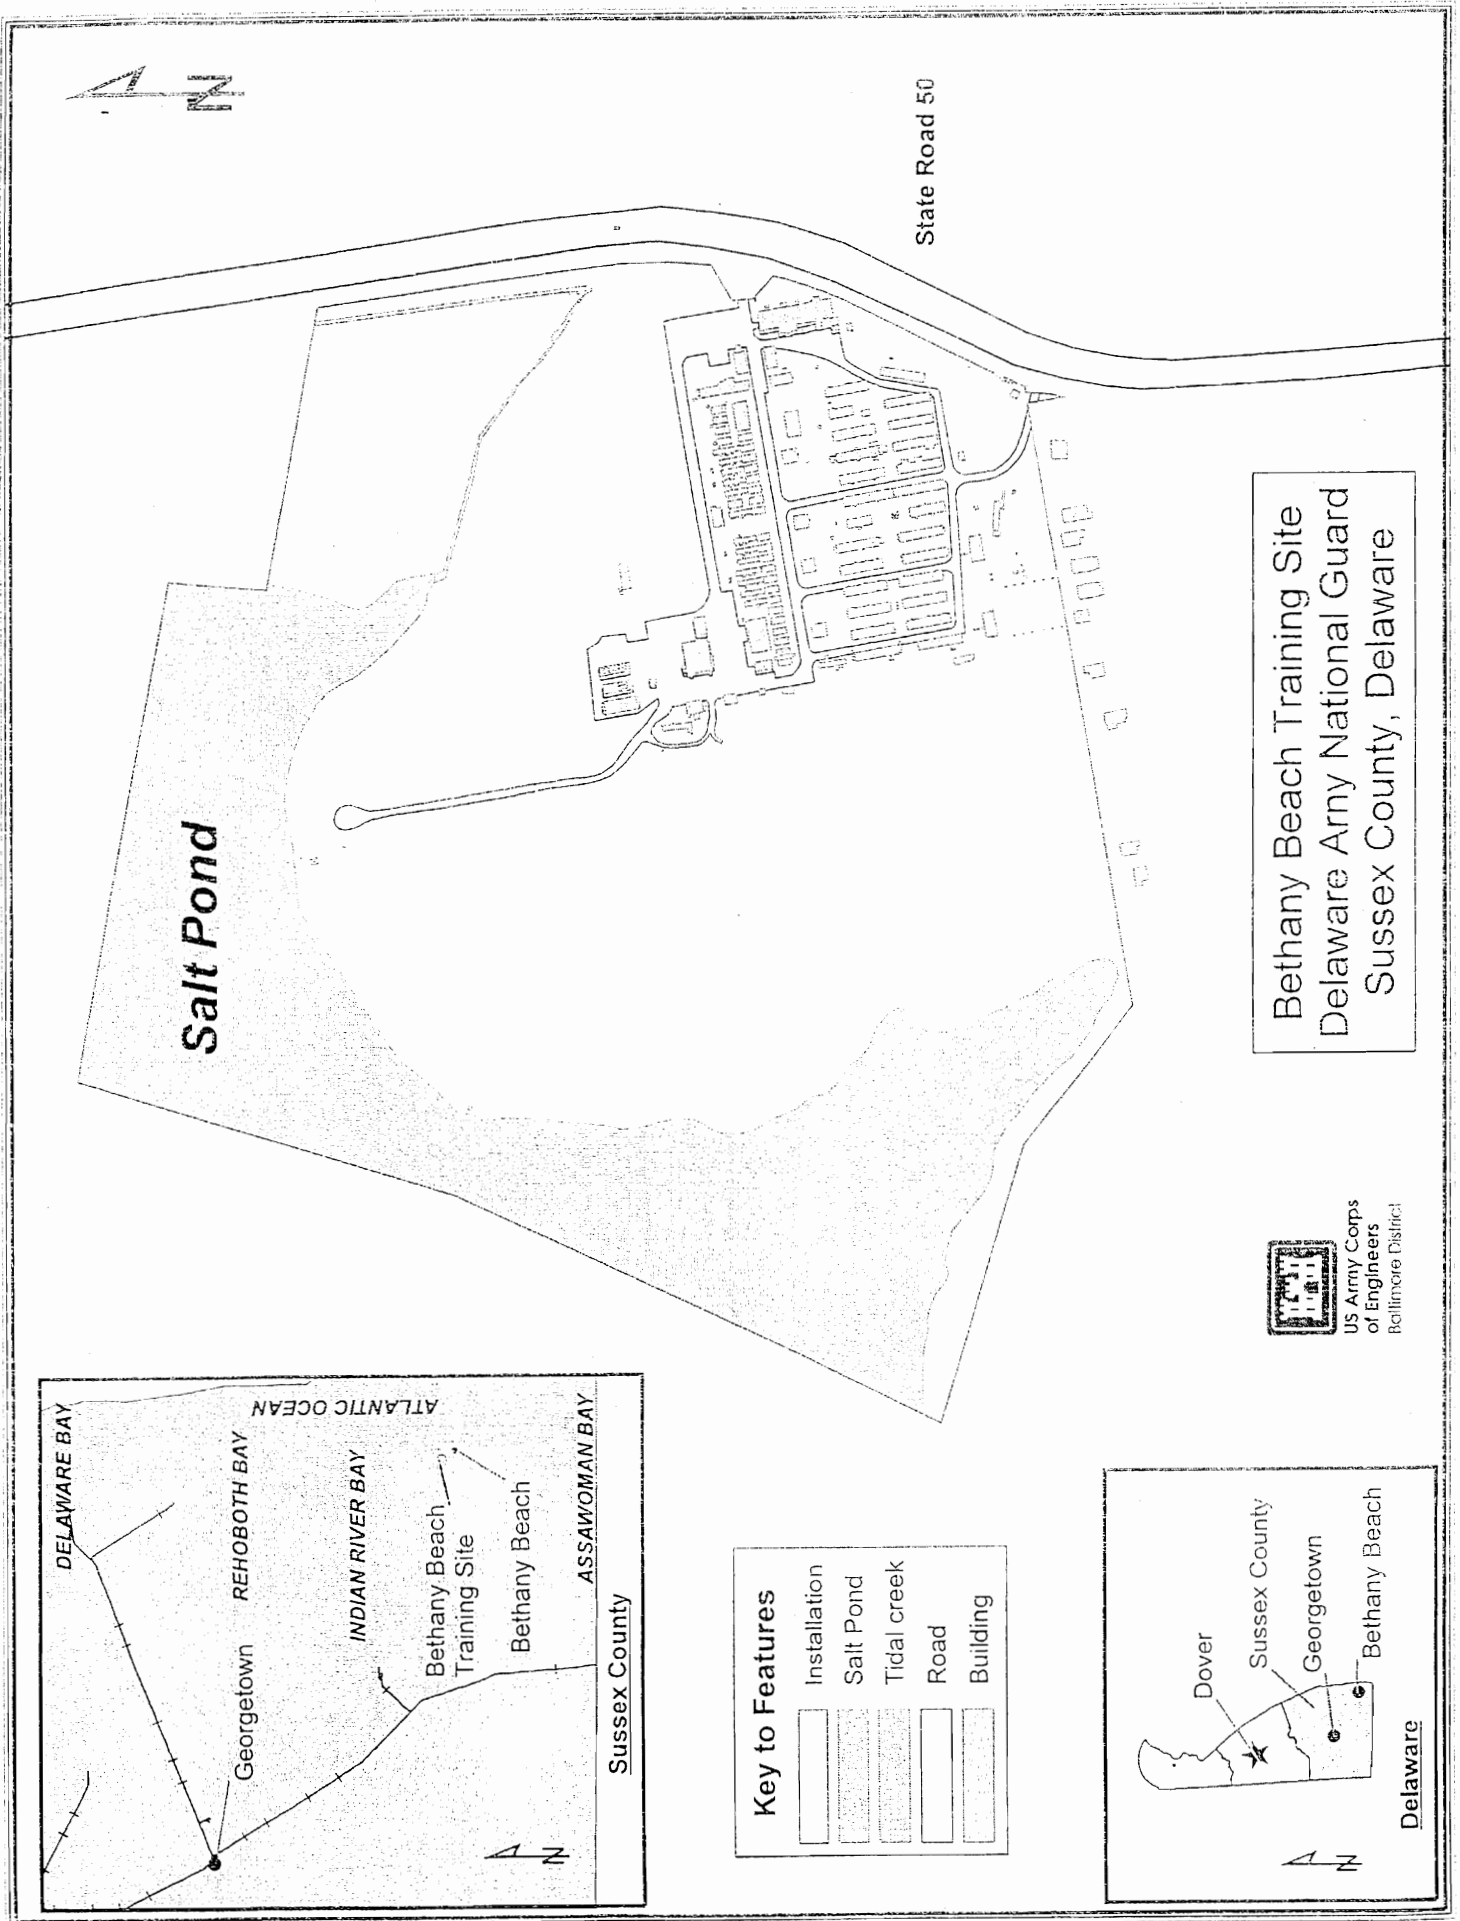 N
State Road 50
Salt Pond
DELAWARE BAY
REHOBOTH BAY
ATLANTIC OCEAN
INDIAN RIVER BAY
Georgetown
Bethany Beach
Training Site
Bethany Beach
ASSAWOMAN BAY
N
Sussex County
Key to Features
Installation
Salt Pond
Tidal creek
Road
Building
Dover
Sussex County
Georgetown
Bethany Beach
N
Delaware
US Army Corps
of Engineers
Baltimore District
Bethany Beach Training Site
Delaware Army National Guard
Sussex County, Delaware